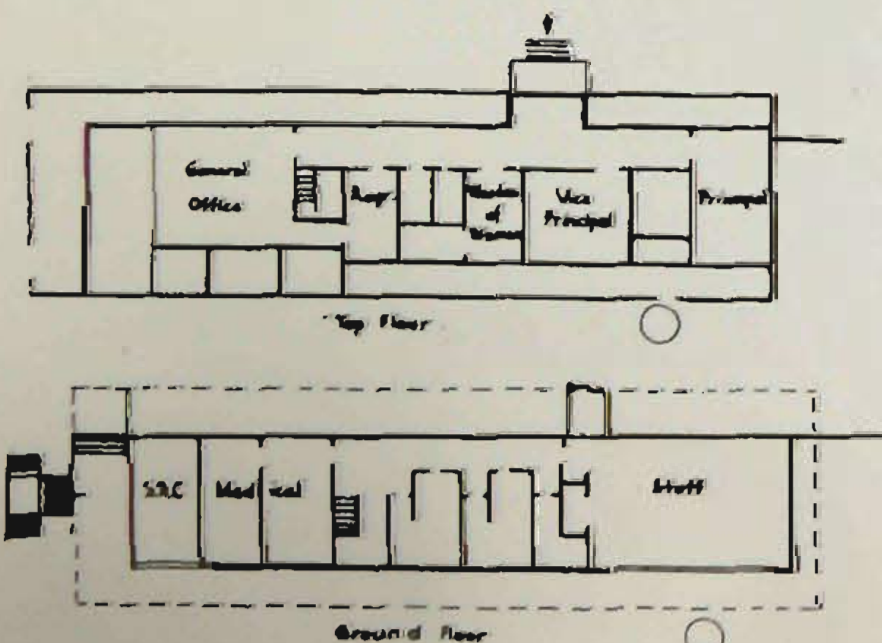 General
Office
Regr.
Warden
of
Women
Vice
Principal
Principal
Top Floor
S.R.C
Medical
Staff
Ground Floor